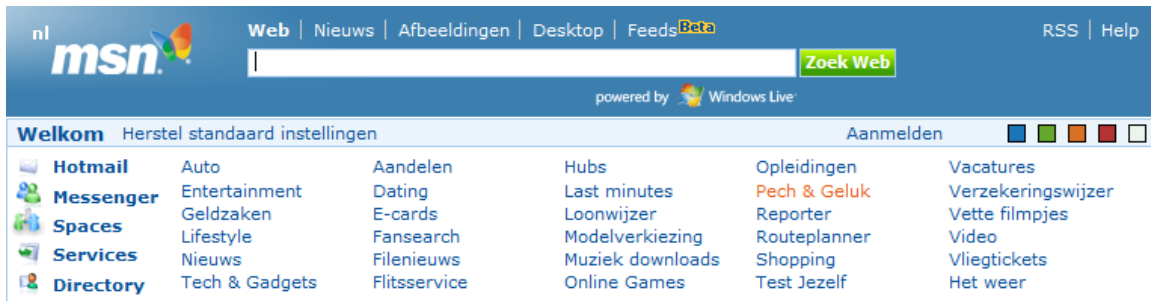 nl
msn
Web | Nieuws | Afbeeldingen | Desktop | Feeds Beta
RSS | Help
Zoek Web
powered by Windows Live
Welkom Herstel standaard instellingen Aanmelden
Hotmail Auto Aandelen Hubs Opleidingen Vacatures
Messenger Entertainment Dating Last minutes Pech & Geluk Verzekeringswijzer
Spaces Geldzaken E-cards Loonwijzer Reporter Vette filmpjes
Services Lifestyle Fansearch Modelverkiezing Routeplanner Video
Nieuws Filenieuws Muziek downloads Shopping Vliegtickets
Directory Tech & Gadgets Flitsservice Online Games Test Jezelf Het weer